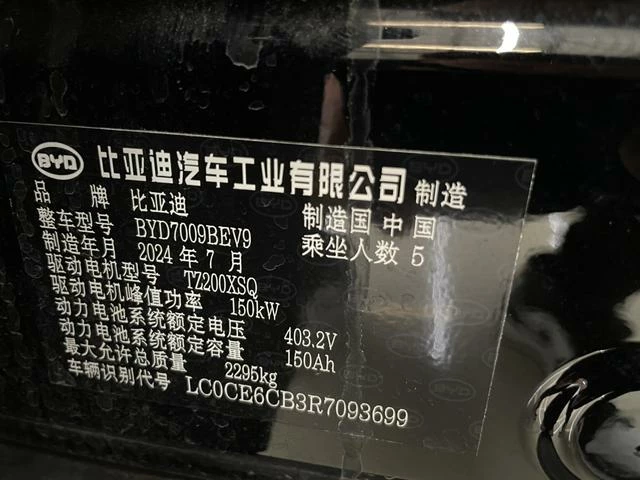 BYD 比亚迪汽车工业有限公司 制造
品 牌 比亚迪 制造国 中国
整车型号 BYD7009BEV9 乘坐人数 5
制造年月 2024 年 7 月
驱动电机型号 TZ200XSQ
驱动电机峰值功率 150kW
动力电池系统额定电压 403.2V
动力电池系统额定容量 150Ah
最大允许总质量 2295kg
车辆识别代号 LC0CE6CB3R7093699